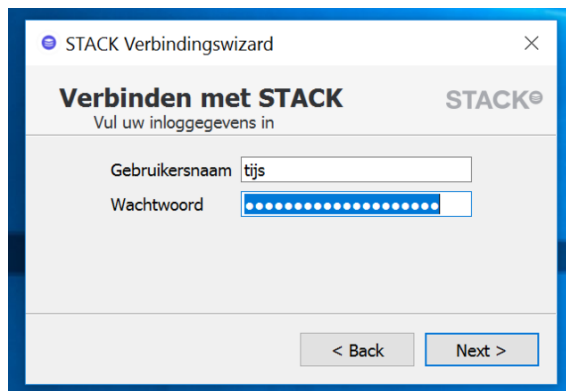 STACK Verbindingswizard
Verbinden met STACK
STACK
Vul uw inloggegevens in
Gebruikersnaam tijs
Wachtwoord ••••••••••••••••••••
< Back Next >